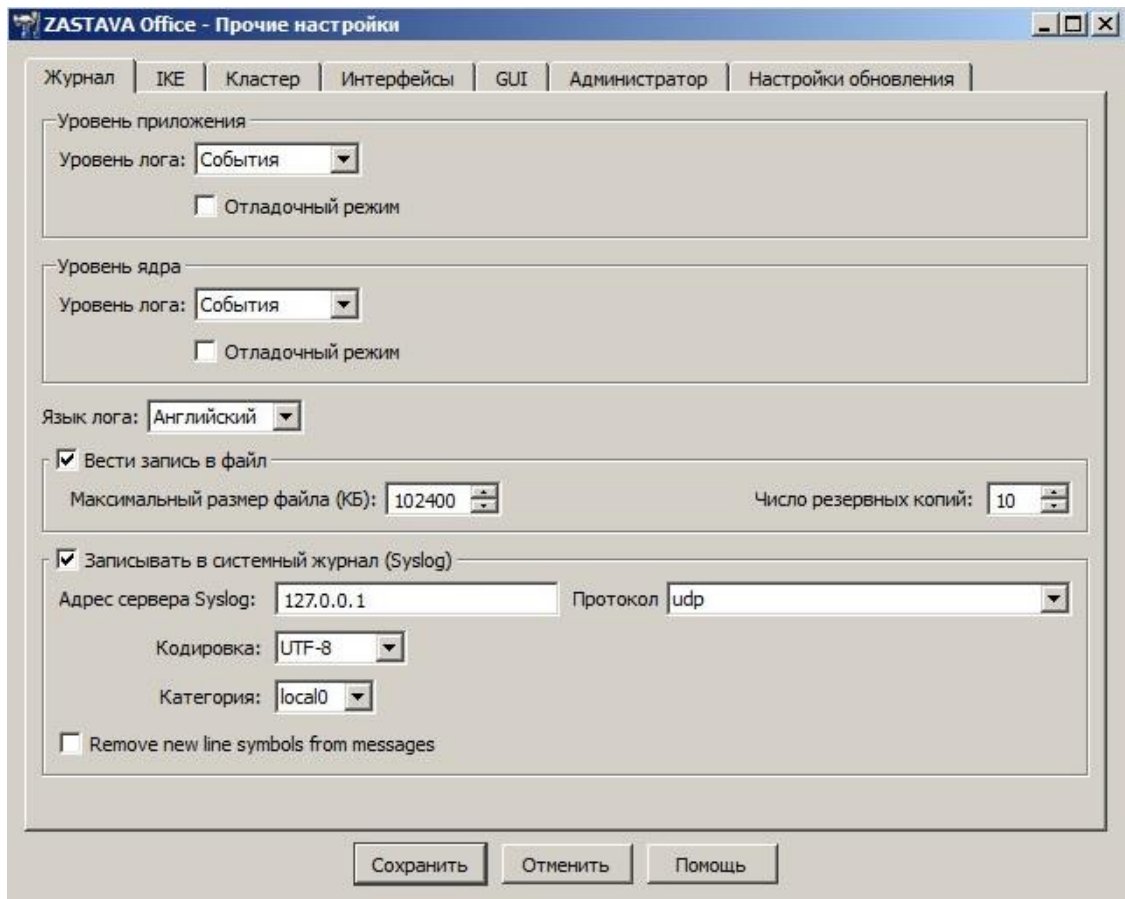 ZASTAVA Office - Прочие настройки
Журнал IKE Кластер Интерфейсы GUI Администратор Настройки обновления
Уровень приложения
Уровень лога: События
Отладочный режим
Уровень ядра
Уровень лога: События
Отладочный режим
Язык лога: Английский
Вести запись в файл
Максимальный размер файла (КБ): 102400 Число резервных копий: 10
Записывать в системный журнал (Syslog)
Адрес сервера Syslog: 127.0.0.1 Протокол udp
Кодировка: UTF-8
Категория: local0
Remove new line symbols from messages
Сохранить Отменить Помощь